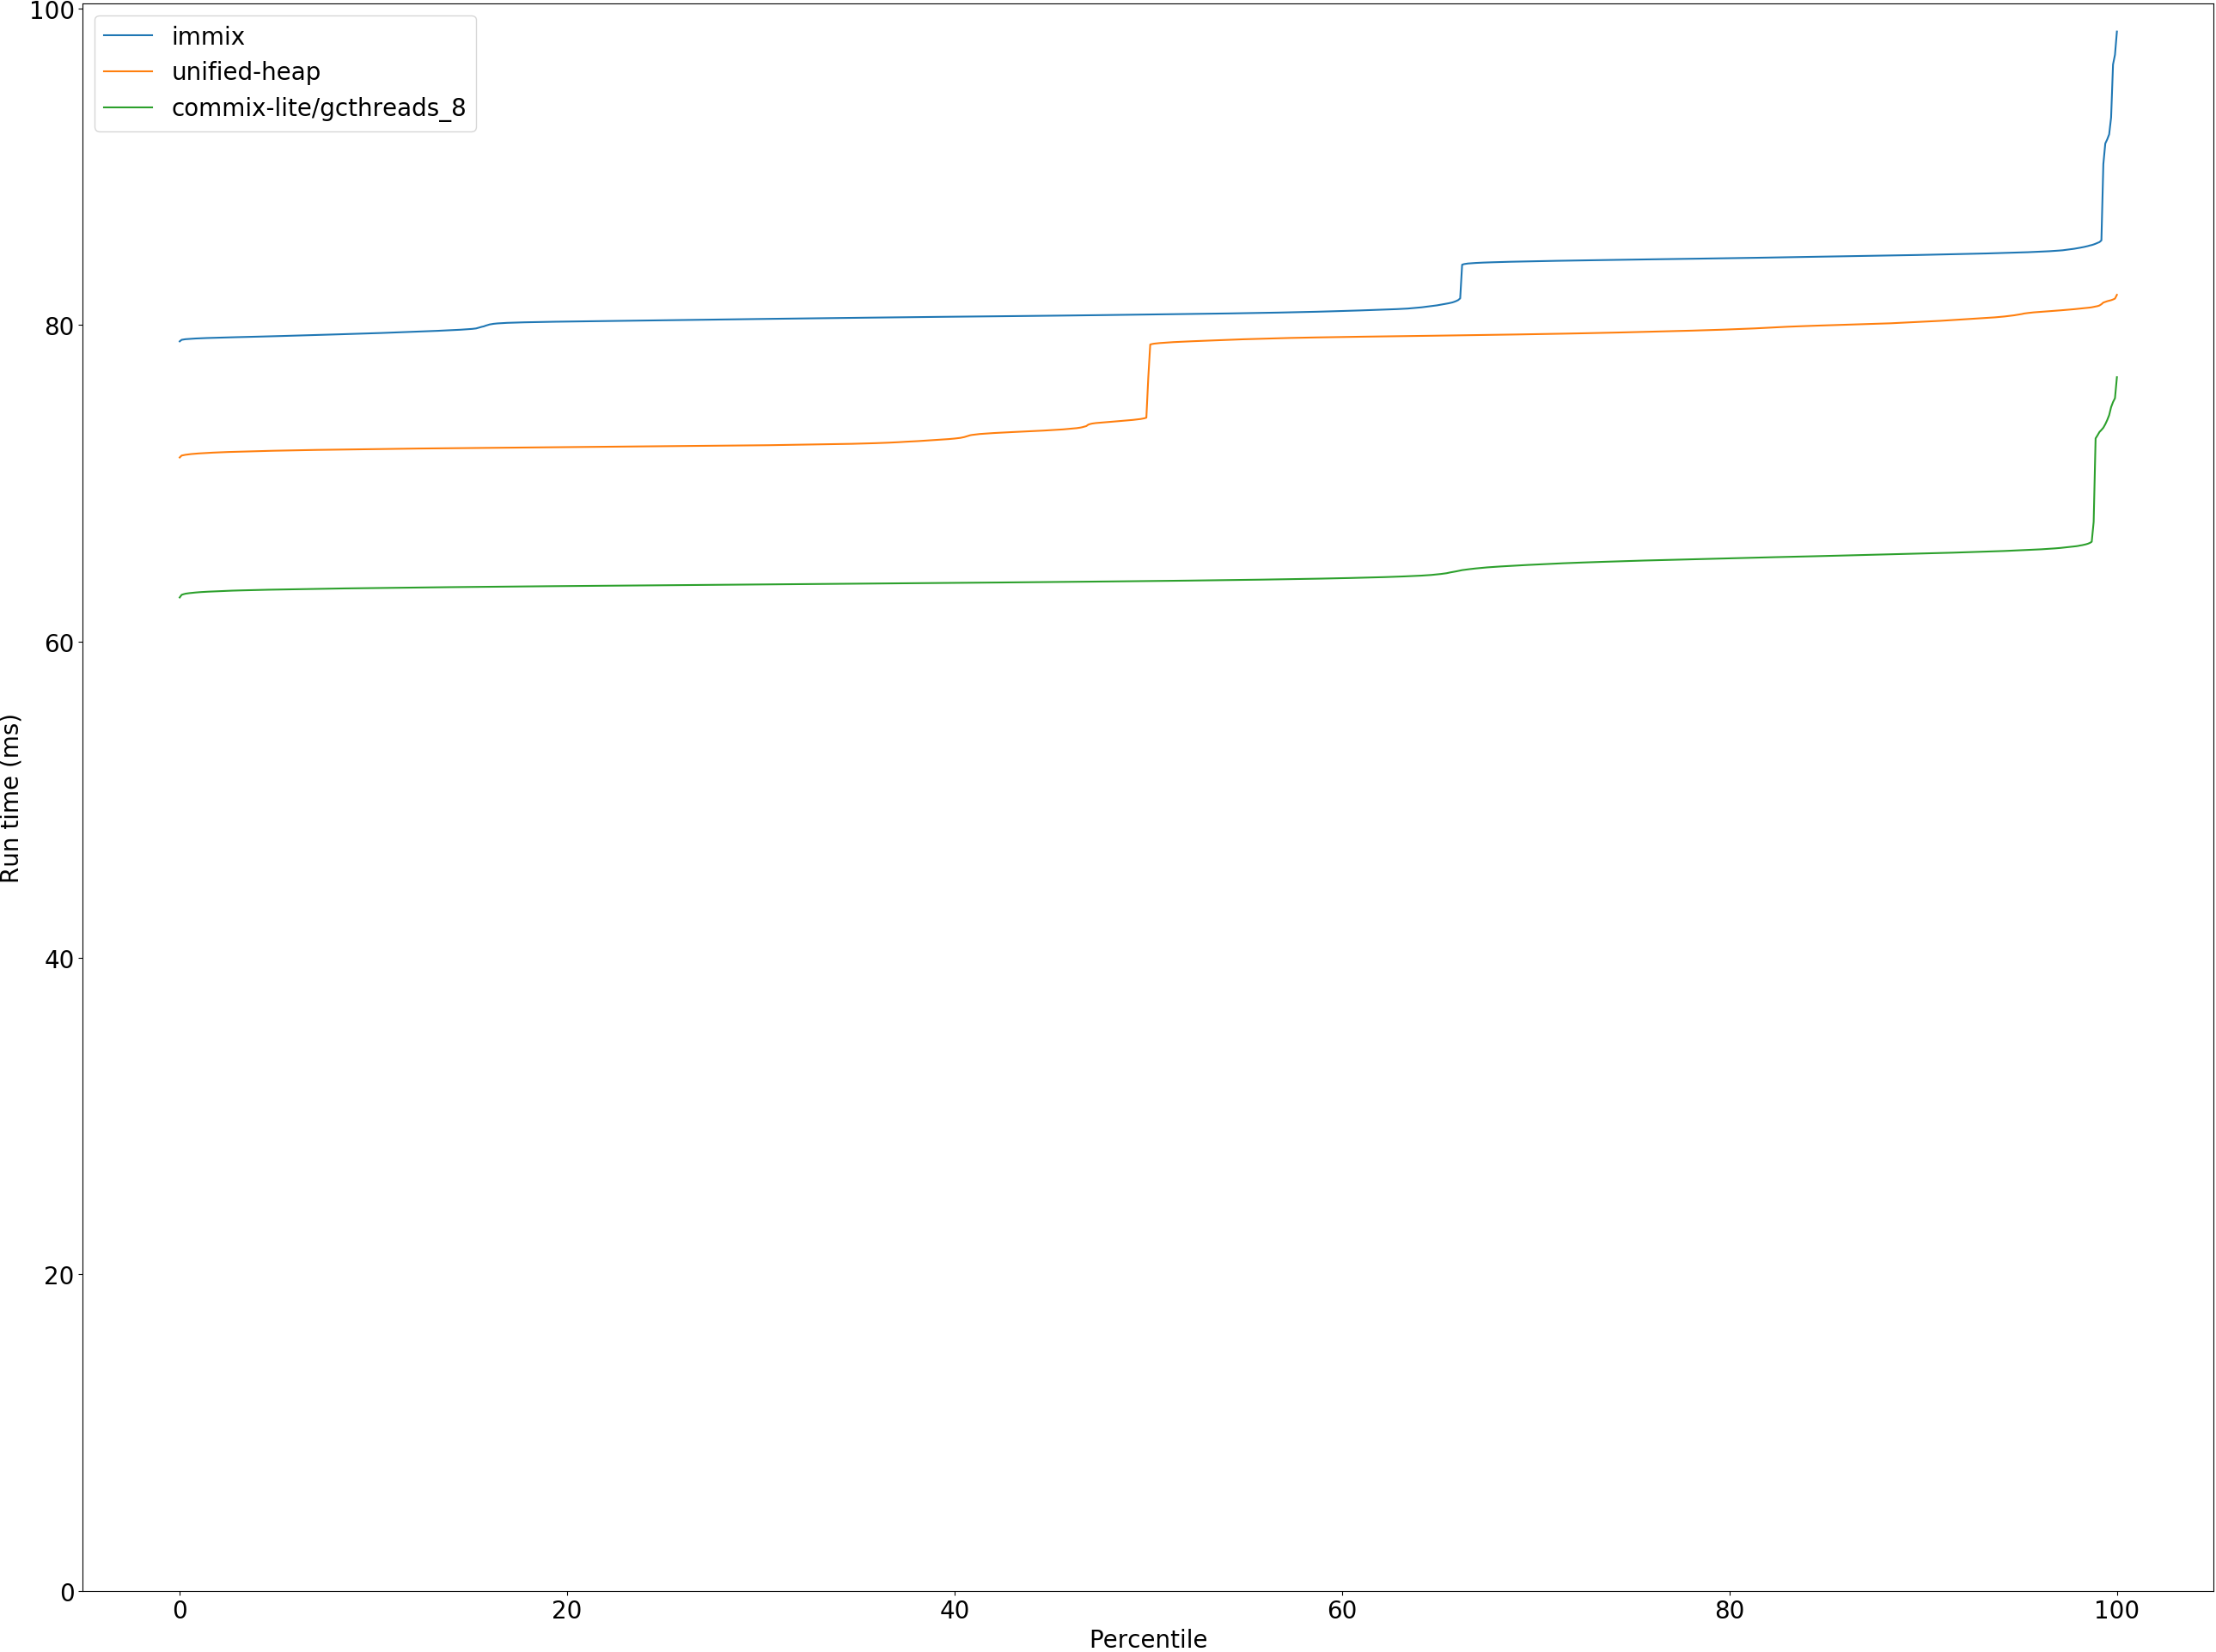 100
80
60
40
20
0
Run time (ms)
immix
unified-heap
commix-lite/gcthreads_8
0 20 40 60 80 100
Percentile